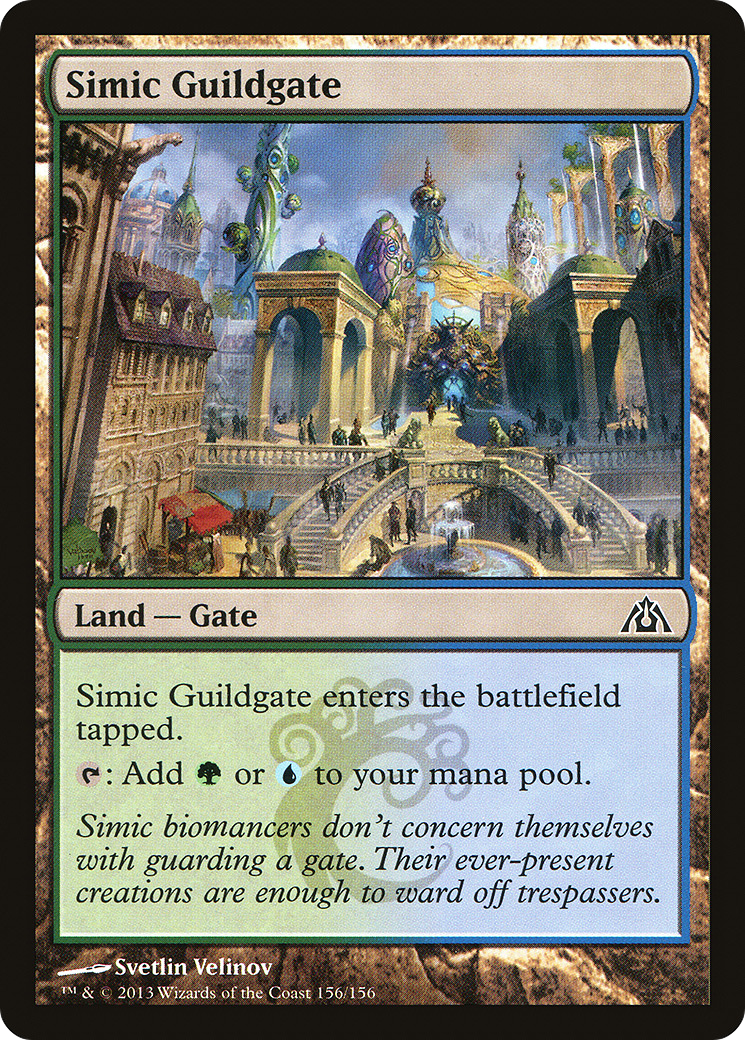 Simic Guildgate
Land — Gate
Simic Guildgate enters the battlefield
tapped.
: Add or to your mana pool.
Simic biomancers don't concern themselves
with guarding a gate. Their ever-present
creations are enough to ward off trespassers.
Svetlin Velinov
™ & © 2013 Wizards of the Coast 156/156